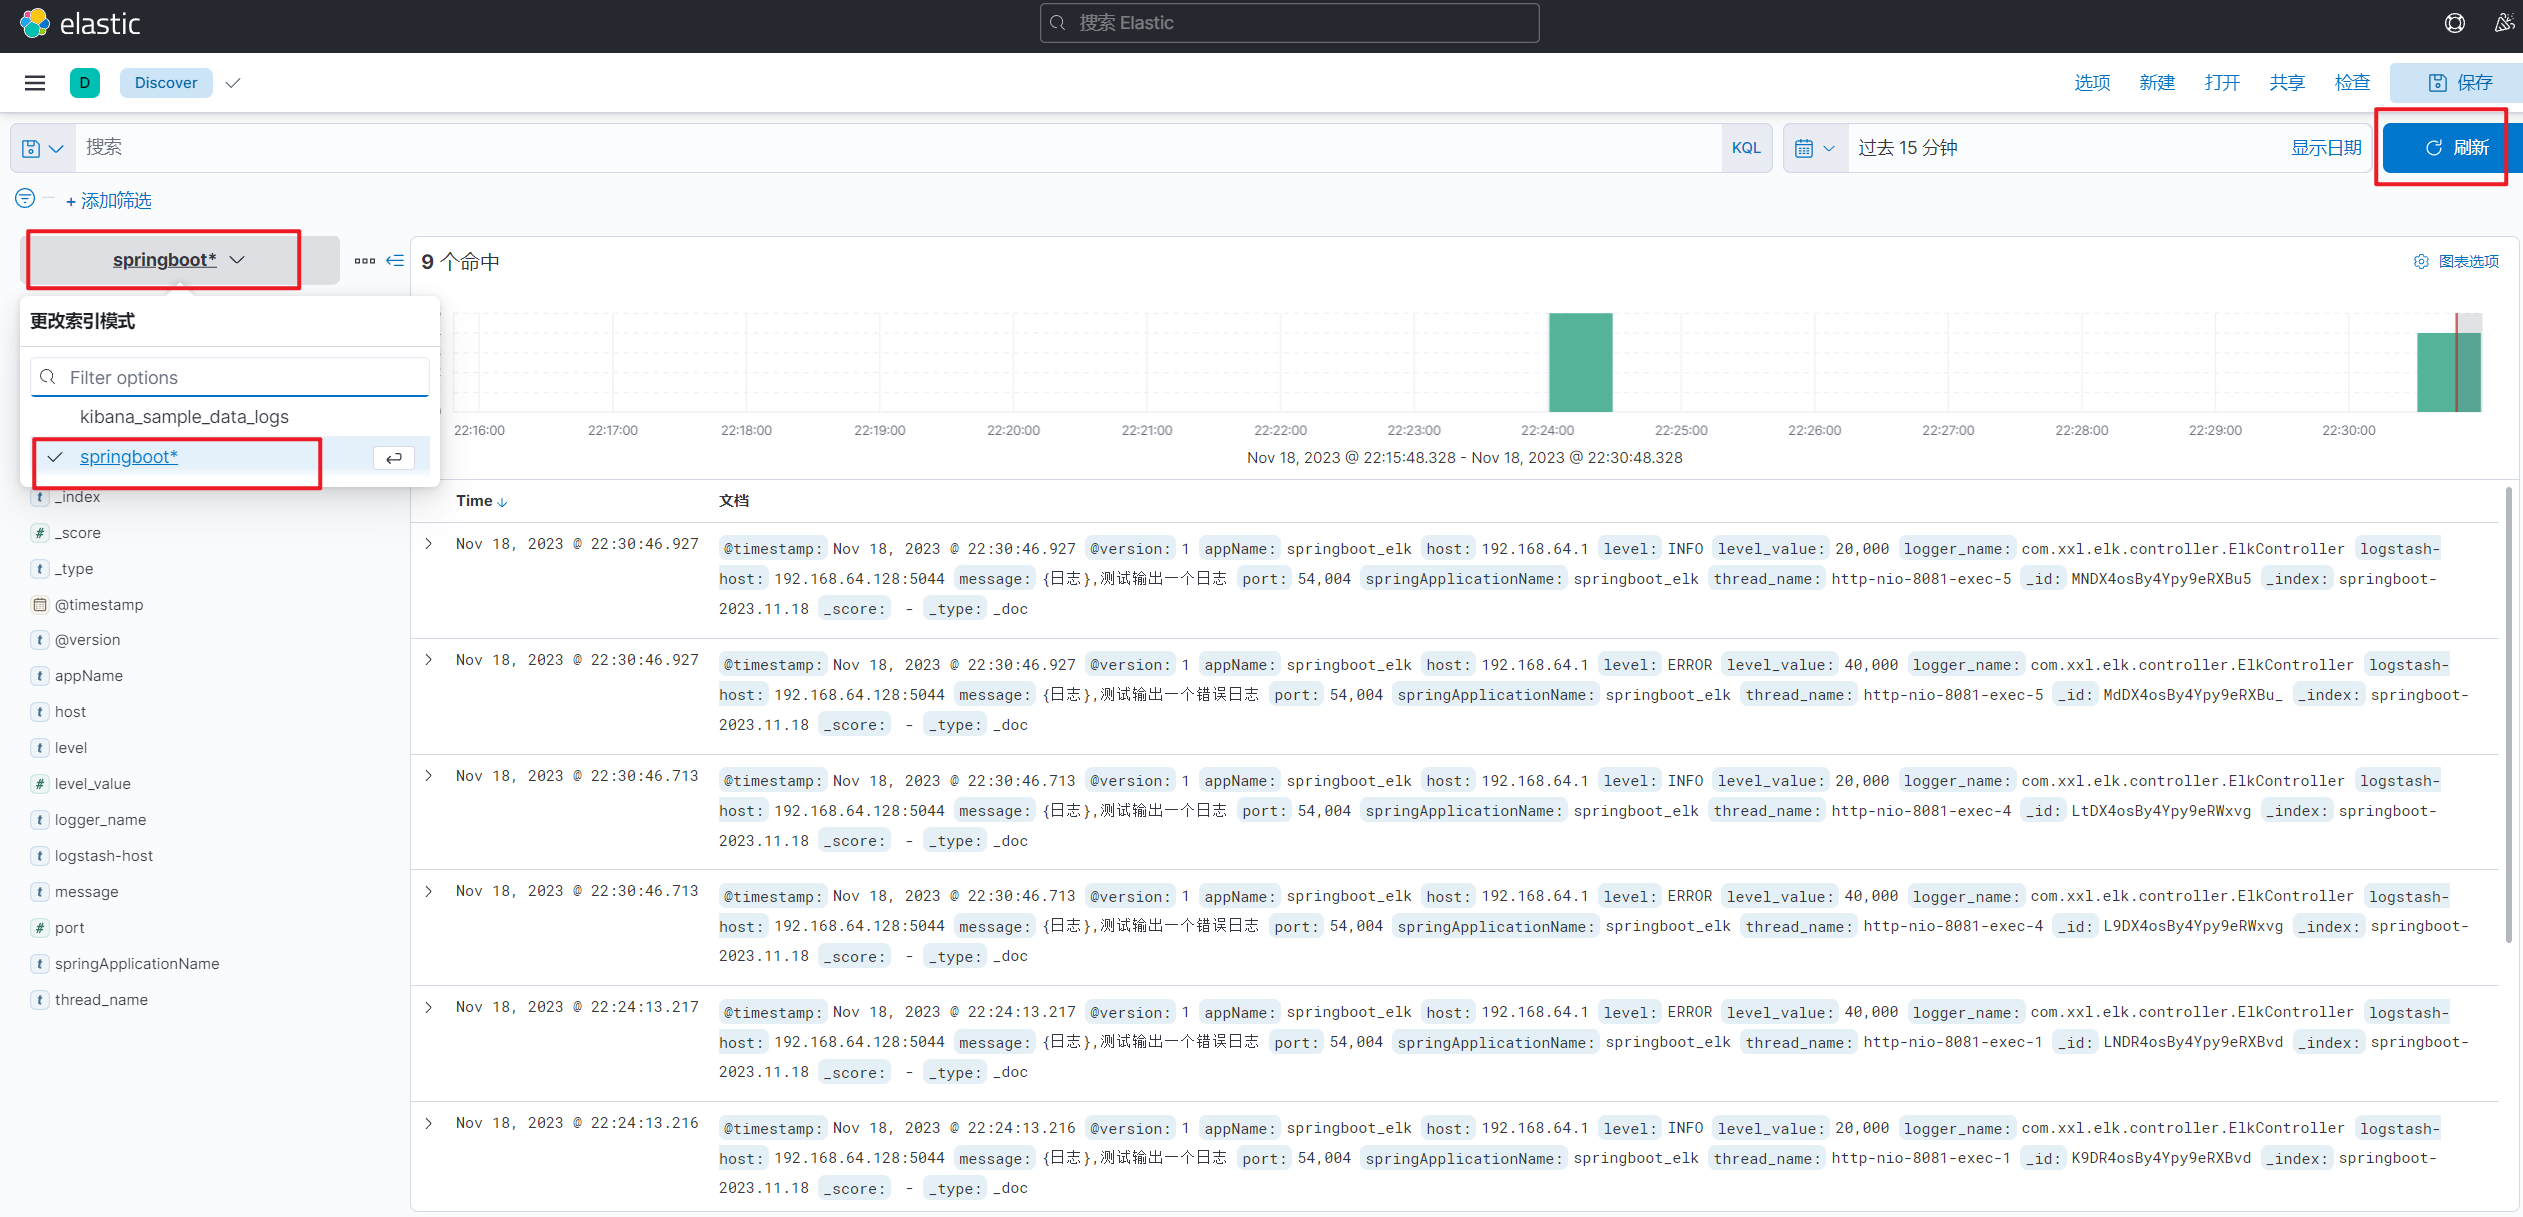 elastic
搜索 Elastic
D
Discover
选项
新建
打开
共享
检查
保存
搜索
KQL
过去 15 分钟
显示日期
刷新
+ 添加筛选
springboot*
更改索引模式
Filter options
kibana_sample_data_logs
springboot*
t _index
# _score
t _type
@timestamp
t @version
t appName
t host
t level
# level_value
t logger_name
t logstash-host
t message
# port
t springApplicationName
t thread_name
9 个命中
图表选项
22:16:00 22:17:00 22:18:00 22:19:00 22:20:00 22:21:00 22:22:00 22:23:00 22:24:00 22:25:00 22:26:00 22:27:00 22:28:00 22:29:00 22:30:00
Nov 18, 2023 @ 22:15:48.328 - Nov 18, 2023 @ 22:30:48.328
Time 文档
Nov 18, 2023 @ 22:30:46.927 @timestamp: Nov 18, 2023 @ 22:30:46.927 @version: 1 appName: springboot_elk host: 192.168.64.1 level: INFO level_value: 20,000 logger_name: com.xxl.elk.controller.ElkController logstash-
host: 192.168.64.128:5044 message: {日志},测试输出一个日志 port: 54,004 springApplicationName: springboot_elk thread_name: http-nio-8081-exec-5 _id: MNDX4osBy4Ypy9eRXBu5 _index: springboot-
2023.11.18 _score: - _type: _doc
Nov 18, 2023 @ 22:30:46.927 @timestamp: Nov 18, 2023 @ 22:30:46.927 @version: 1 appName: springboot_elk host: 192.168.64.1 level: ERROR level_value: 40,000 logger_name: com.xxl.elk.controller.ElkController logstash-
host: 192.168.64.128:5044 message: {日志},测试输出一个错误日志 port: 54,004 springApplicationName: springboot_elk thread_name: http-nio-8081-exec-5 _id: MdDX4osBy4Ypy9eRXBu_ _index: springboot-
2023.11.18 _score: - _type: _doc
Nov 18, 2023 @ 22:30:46.713 @timestamp: Nov 18, 2023 @ 22:30:46.713 @version: 1 appName: springboot_elk host: 192.168.64.1 level: INFO level_value: 20,000 logger_name: com.xxl.elk.controller.ElkController logstash-
host: 192.168.64.128:5044 message: {日志},测试输出一个日志 port: 54,004 springApplicationName: springboot_elk thread_name: http-nio-8081-exec-4 _id: LtDX4osBy4Ypy9eRWxvg _index: springboot-
2023.11.18 _score: - _type: _doc
Nov 18, 2023 @ 22:30:46.713 @timestamp: Nov 18, 2023 @ 22:30:46.713 @version: 1 appName: springboot_elk host: 192.168.64.1 level: ERROR level_value: 40,000 logger_name: com.xxl.elk.controller.ElkController logstash-
host: 192.168.64.128:5044 message: {日志},测试输出一个错误日志 port: 54,004 springApplicationName: springboot_elk thread_name: http-nio-8081-exec-4 _id: L9DX4osBy4Ypy9eRWxvg _index: springboot-
2023.11.18 _score: - _type: _doc
Nov 18, 2023 @ 22:24:13.217 @timestamp: Nov 18, 2023 @ 22:24:13.217 @version: 1 appName: springboot_elk host: 192.168.64.1 level: ERROR level_value: 40,000 logger_name: com.xxl.elk.controller.ElkController logstash-
host: 192.168.64.128:5044 message: {日志},测试输出一个错误日志 port: 54,004 springApplicationName: springboot_elk thread_name: http-nio-8081-exec-1 _id: LNDR4osBy4Ypy9eRXBvd _index: springboot-
2023.11.18 _score: - _type: _doc
Nov 18, 2023 @ 22:24:13.216 @timestamp: Nov 18, 2023 @ 22:24:13.216 @version: 1 appName: springboot_elk host: 192.168.64.1 level: INFO level_value: 20,000 logger_name: com.xxl.elk.controller.ElkController logstash-
host: 192.168.64.128:5044 message: {日志},测试输出一个日志 port: 54,004 springApplicationName: springboot_elk thread_name: http-nio-8081-exec-1 _id: K9DR4osBy4Ypy9eRXBvd _index: springboot-
2023.11.18 _score: - _type: _doc